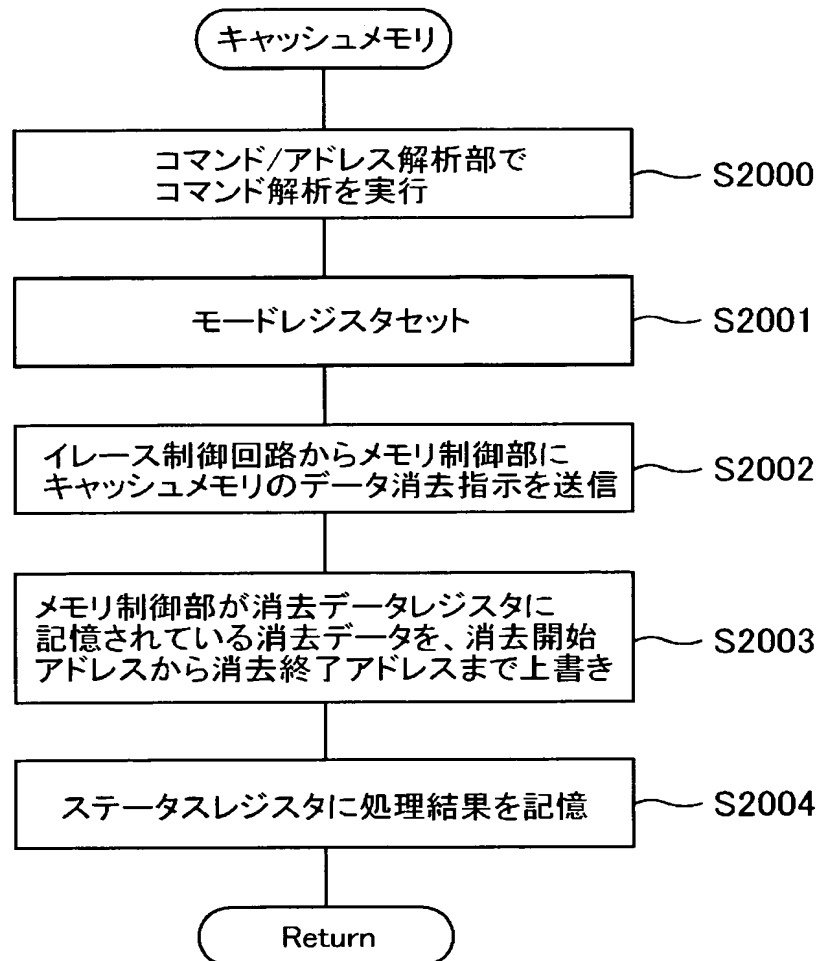 キャッシュメモリ
コマンド/アドレス解析部で
コマンド解析を実行
S2000
モードレジスタセット
S2001
イレース制御回路からメモリ制御部に
キャッシュメモリのデータ消去指示を送信
S2002
メモリ制御部が消去データレジスタに
記憶されている消去データを、消去開始
アドレスから消去終了アドレスまで上書き
S2003
ステータスレジスタに処理結果を記憶
S2004
Return